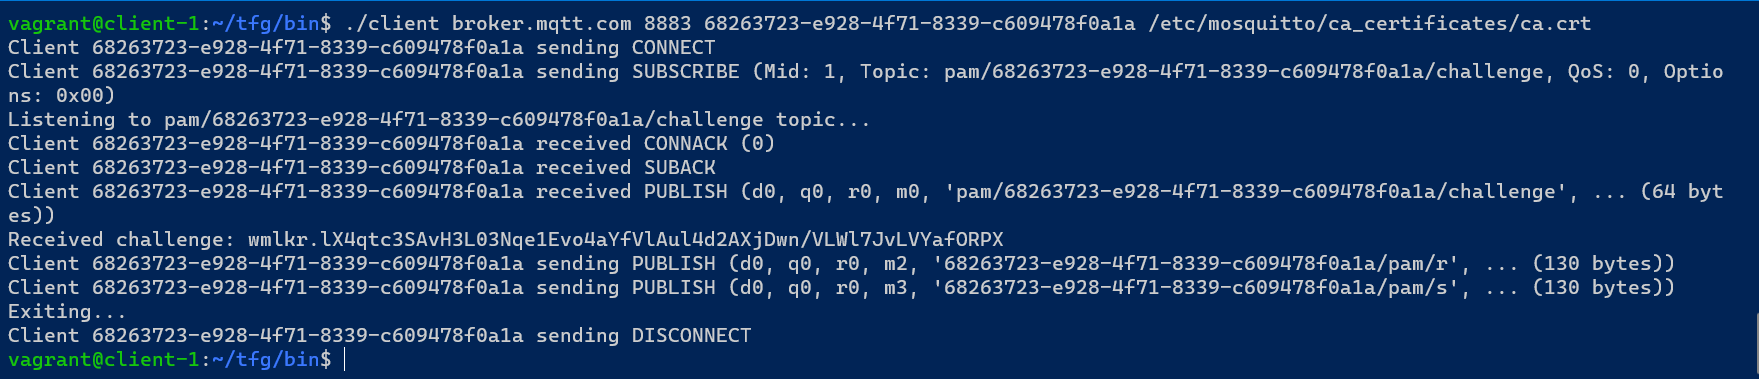 vagrant@client-1:~/tfg/bin$ ./client broker.mqtt.com 8883 68263723-e928-4f71-8339-c609478f0a1a /etc/mosquitto/ca_certificates/ca.crt
Client 68263723-e928-4f71-8339-c609478f0a1a sending CONNECT
Client 68263723-e928-4f71-8339-c609478f0a1a sending SUBSCRIBE (Mid: 1, Topic: pam/68263723-e928-4f71-8339-c609478f0a1a/challenge, QoS: 0, Optio
ns: 0x00)
Listening to pam/68263723-e928-4f71-8339-c609478f0a1a/challenge topic...
Client 68263723-e928-4f71-8339-c609478f0a1a received CONNACK (0)
Client 68263723-e928-4f71-8339-c609478f0a1a received SUBACK
Client 68263723-e928-4f71-8339-c609478f0a1a received PUBLISH (d0, q0, r0, m0, 'pam/68263723-e928-4f71-8339-c609478f0a1a/challenge', ... (64 byt
es))
Received challenge: wmlkr.lX4qtc3SAvH3L03Nqe1Evo4aYfVlAul4d2AXjDwn/VLWl7JvLVYafORPX
Client 68263723-e928-4f71-8339-c609478f0a1a sending PUBLISH (d0, q0, r0, m2, '68263723-e928-4f71-8339-c609478f0a1a/pam/r', ... (130 bytes))
Client 68263723-e928-4f71-8339-c609478f0a1a sending PUBLISH (d0, q0, r0, m3, '68263723-e928-4f71-8339-c609478f0a1a/pam/s', ... (130 bytes))
Exiting...
Client 68263723-e928-4f71-8339-c609478f0a1a sending DISCONNECT
vagrant@client-1:~/tfg/bin$